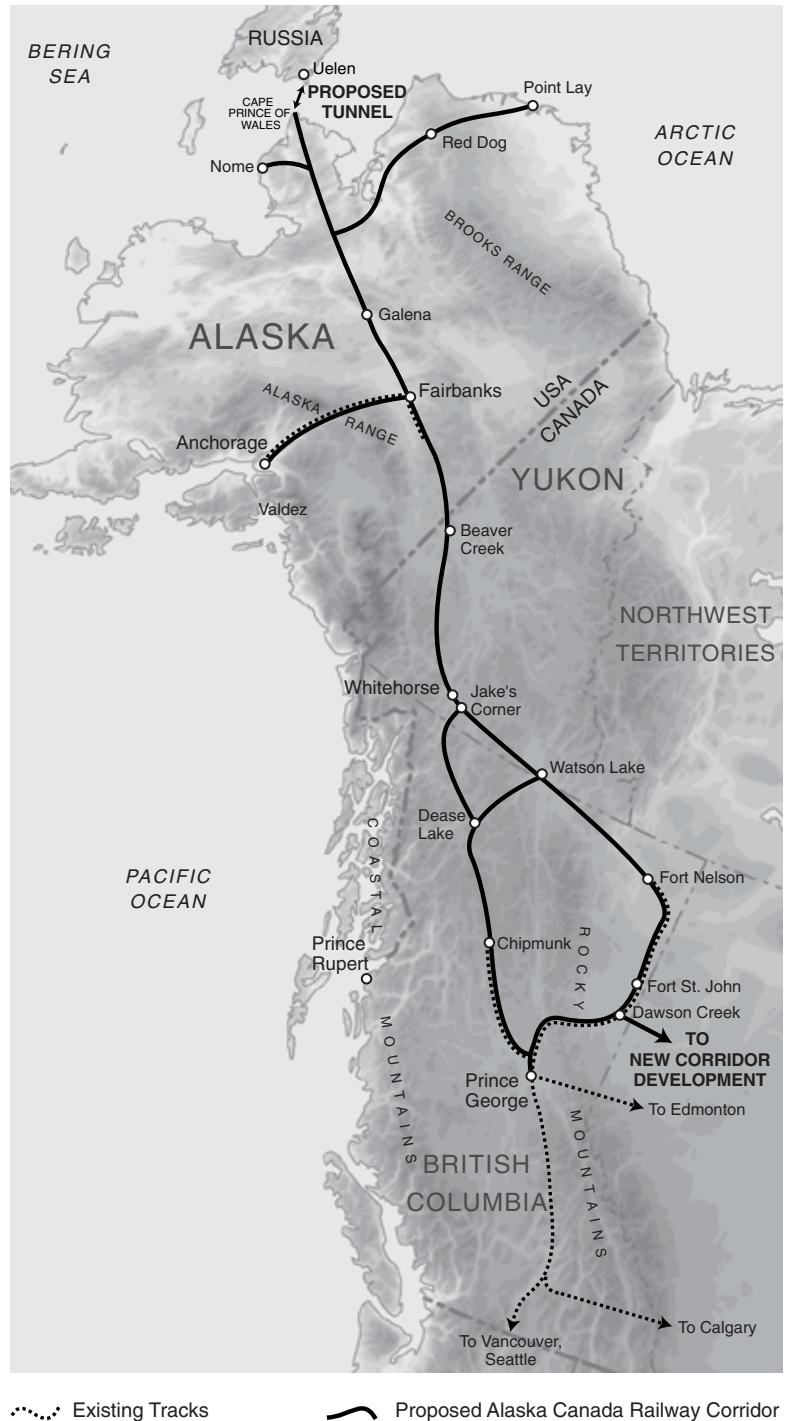 RUSSIA
BERING
SEA
Uelen
PROPOSED
TUNNEL
CAPE
PRINCE OF
WALES
Point Lay
Red Dog
ARCTIC
OCEAN
Nome
BROOKS RANGE
Galena
ALASKA
Fairbanks
ALASKA RANGE
USA
CANADA
Anchorage
YUKON
Valdez
Beaver
Creek
NORTHWEST
TERRITORIES
Whitehorse
Jake's
Corner
Watson Lake
Dease
Lake
COASTAL
MOUNTAINS
PACIFIC
OCEAN
Fort Nelson
Chipmunk
ROCKY
MOUNTAINS
Prince
Rupert
Fort St. John
Dawson Creek
TO
NEW CORRIDOR
DEVELOPMENT
Prince
George
To Edmonton
BRITISH
COLUMBIA
To Calgary
To Vancouver,
Seattle
Existing Tracks
Proposed Alaska Canada Railway Corridor